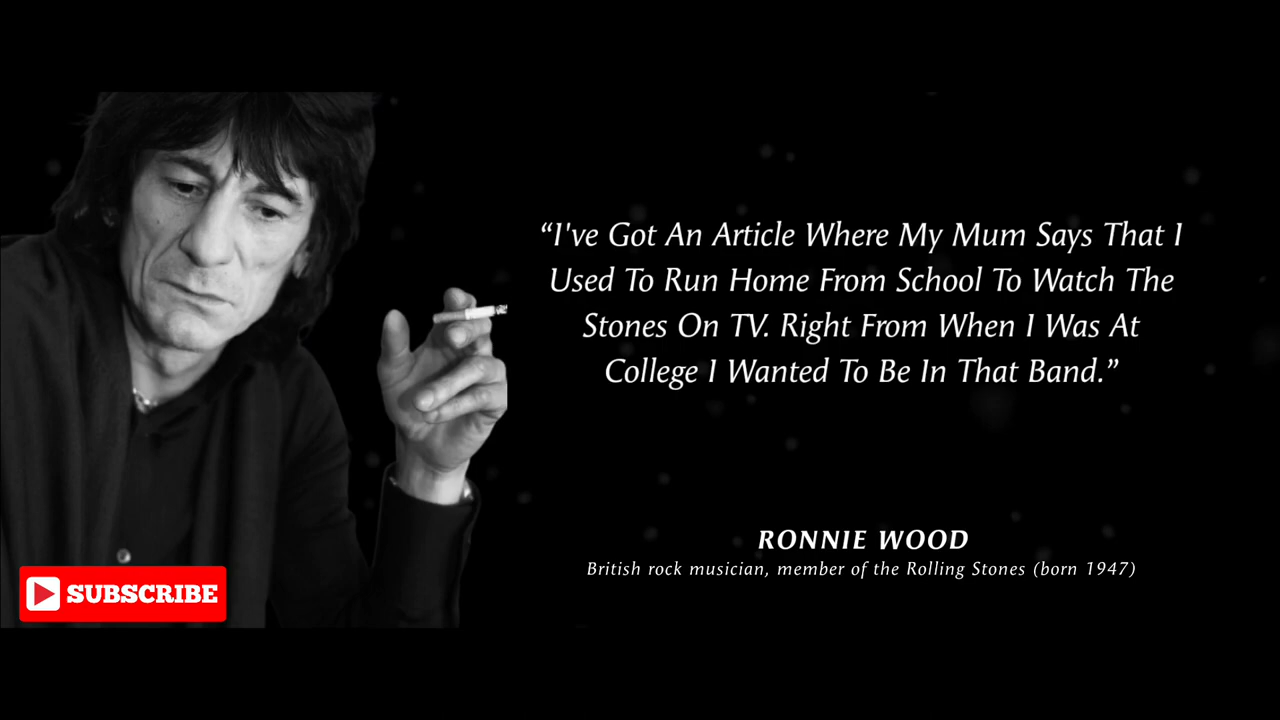 “I've Got An Article Where My Mum Says That I
Used To Run Home From School To Watch The
Stones On TV. Right From When I Was At
College I Wanted To Be In That Band.”
RONNIE WOOD
British rock musician, member of the Rolling Stones (born 1947)
SUBSCRIBE